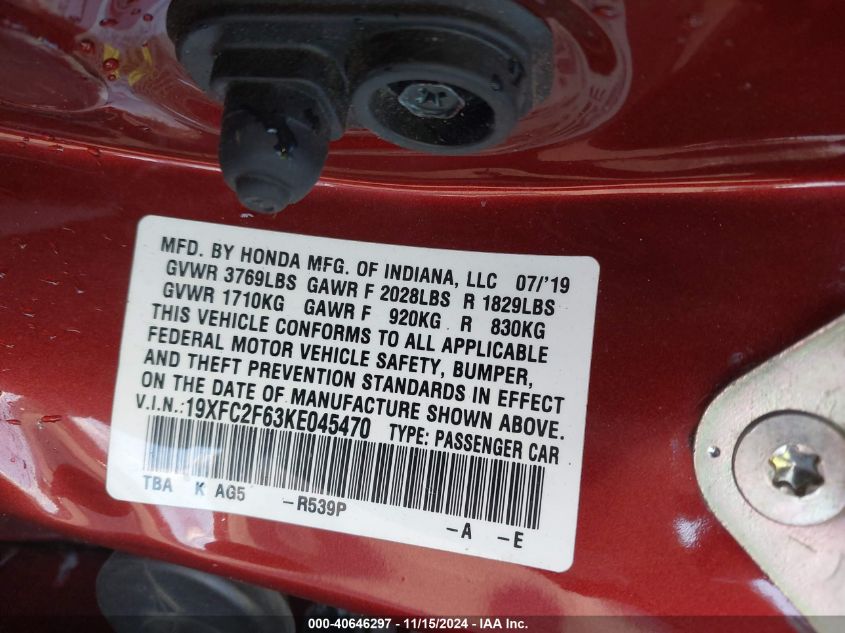 MFD. BY HONDA MFG. OF INDIANA, LLC 07/'19
GVWR 3769LBS GAWR F 2028LBS R 1829LBS
GVWR 1710KG GAWR F 920KG R 830KG
THIS VEHICLE CONFORMS TO ALL APPLICABLE
FEDERAL MOTOR VEHICLE SAFETY, BUMPER,
AND THEFT PREVENTION STANDARDS IN EFFECT
ON THE DATE OF MANUFACTURE SHOWN ABOVE.
V.I.N.:19XFC2F63KE045470 TYPE: PASSENGER CAR
TBA K AG5 -R539P -A -E
000-40646297 - 11/15/2024 - IAA Inc.